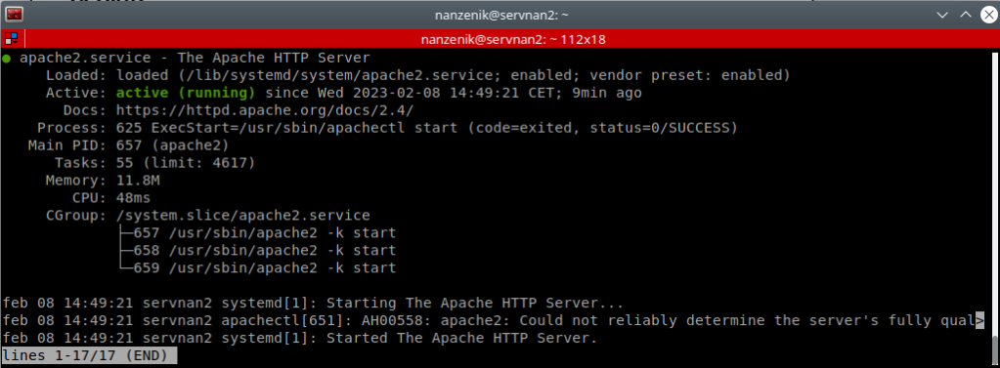 nanzenik@servnan2: ~
nanzenik@servnan2: ~ 112x18
● apache2.service - The Apache HTTP Server
     Loaded: loaded (/lib/systemd/system/apache2.service; enabled; vendor preset: enabled)
     Active: active (running) since Wed 2023-02-08 14:49:21 CET; 9min ago
       Docs: https://httpd.apache.org/docs/2.4/
    Process: 625 ExecStart=/usr/sbin/apachectl start (code=exited, status=0/SUCCESS)
   Main PID: 657 (apache2)
      Tasks: 55 (limit: 4617)
     Memory: 11.8M
        CPU: 48ms
     CGroup: /system.slice/apache2.service
             ├─657 /usr/sbin/apache2 -k start
             ├─658 /usr/sbin/apache2 -k start
             └─659 /usr/sbin/apache2 -k start
feb 08 14:49:21 servnan2 systemd[1]: Starting The Apache HTTP Server...
feb 08 14:49:21 servnan2 apachectl[651]: AH00558: apache2: Could not reliably determine the server's fully qual>
feb 08 14:49:21 servnan2 systemd[1]: Started The Apache HTTP Server.
lines 1-17/17 (END)